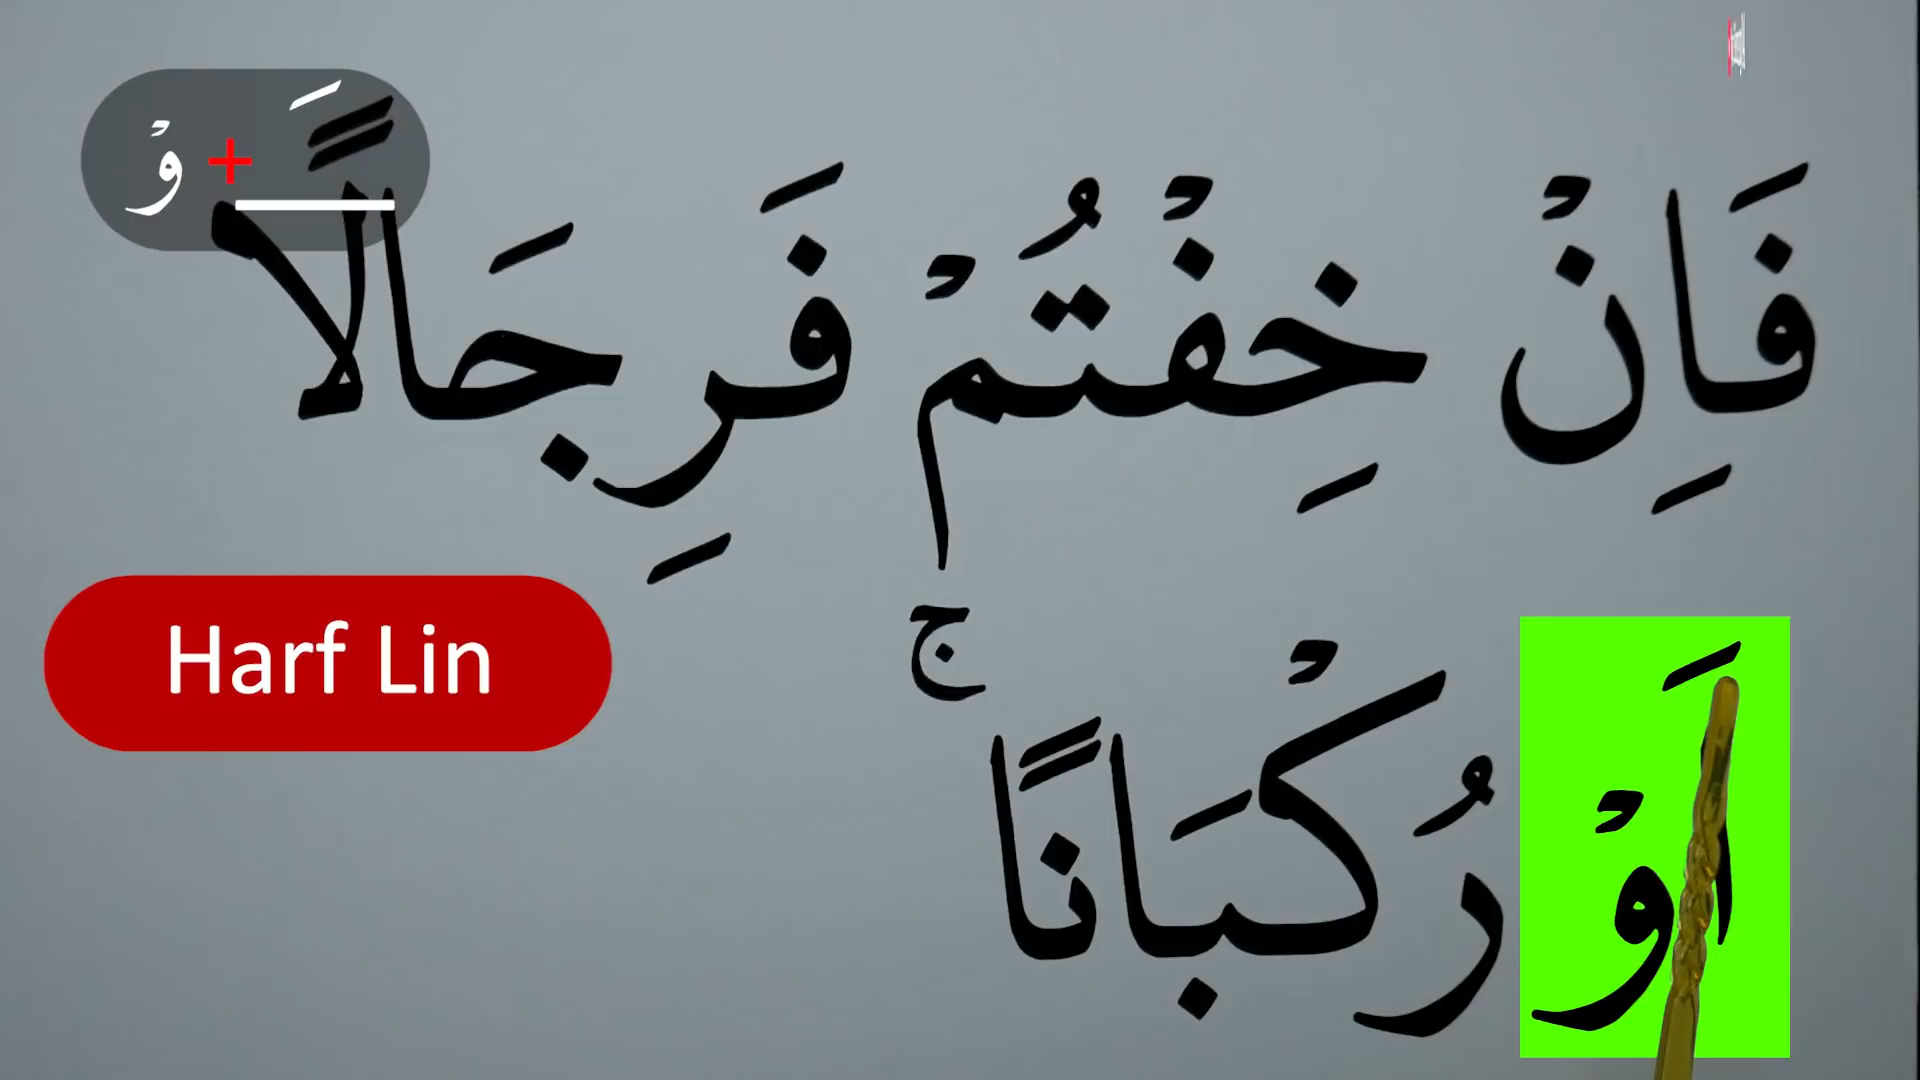 فَاِنْ خِفْتُمْ فَرِجَالًا
اَوْ رُكْبَانًا ۚ
Harf Lin
َ + وْ